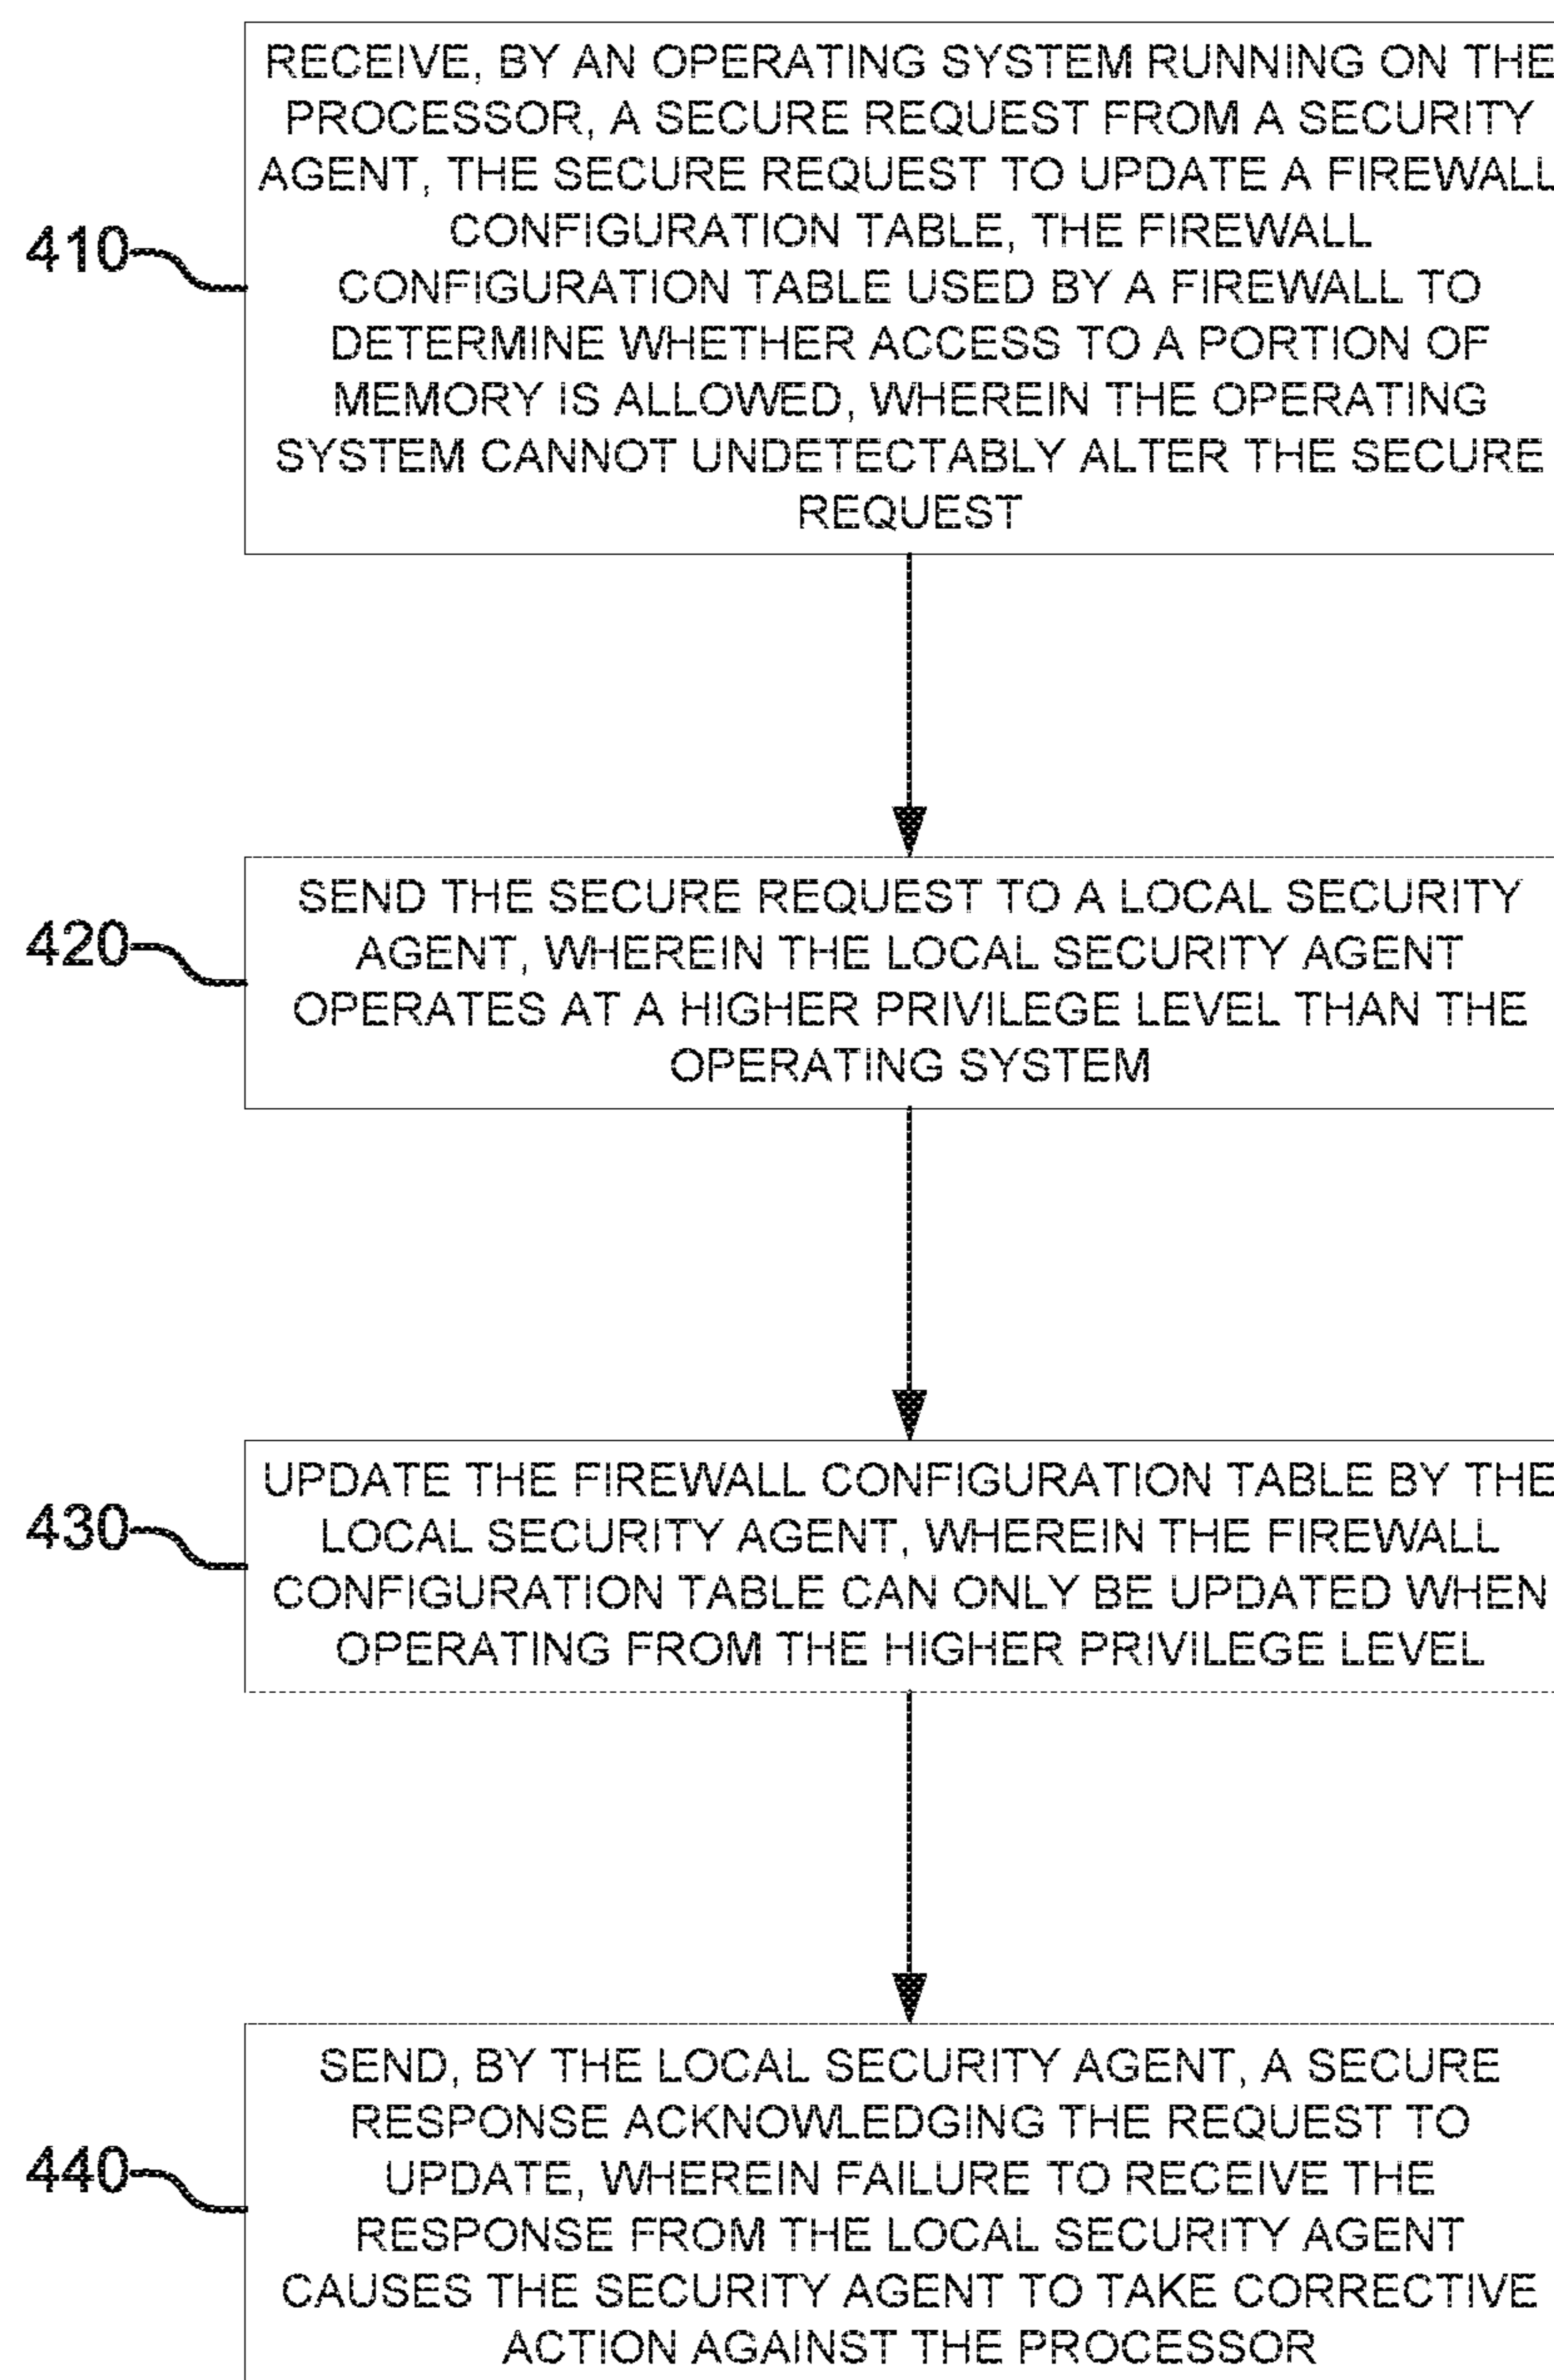 RECEIVE, BY AN OPERATING SYSTEM RUNNING ON THE
PROCESSOR, A SECURE REQUEST FROM A SECURITY
AGENT, THE SECURE REQUEST TO UPDATE A FIREWALL
CONFIGURATION TABLE, THE FIREWALL
CONFIGURATION TABLE USED BY A FIREWALL TO
DETERMINE WHETHER ACCESS TO A PORTION OF
MEMORY IS ALLOWED, WHEREIN THE OPERATING
SYSTEM CANNOT UNDETECTABLY ALTER THE SECURE
REQUEST
410
SEND THE SECURE REQUEST TO A LOCAL SECURITY
AGENT, WHEREIN THE LOCAL SECURITY AGENT
OPERATES AT A HIGHER PRIVILEGE LEVEL THAN THE
OPERATING SYSTEM
420
UPDATE THE FIREWALL CONFIGURATION TABLE BY THE
LOCAL SECURITY AGENT, WHEREIN THE FIREWALL
CONFIGURATION TABLE CAN ONLY BE UPDATED WHEN
OPERATING FROM THE HIGHER PRIVILEGE LEVEL
430
SEND, BY THE LOCAL SECURITY AGENT, A SECURE
RESPONSE ACKNOWLEDGING THE REQUEST TO
UPDATE, WHEREIN FAILURE TO RECEIVE THE
RESPONSE FROM THE LOCAL SECURITY AGENT
CAUSES THE SECURITY AGENT TO TAKE CORRECTIVE
ACTION AGAINST THE PROCESSOR
440